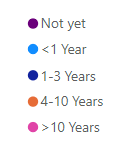 Not yet
<1 Year
1-3 Years
4-10 Years
>10 Years